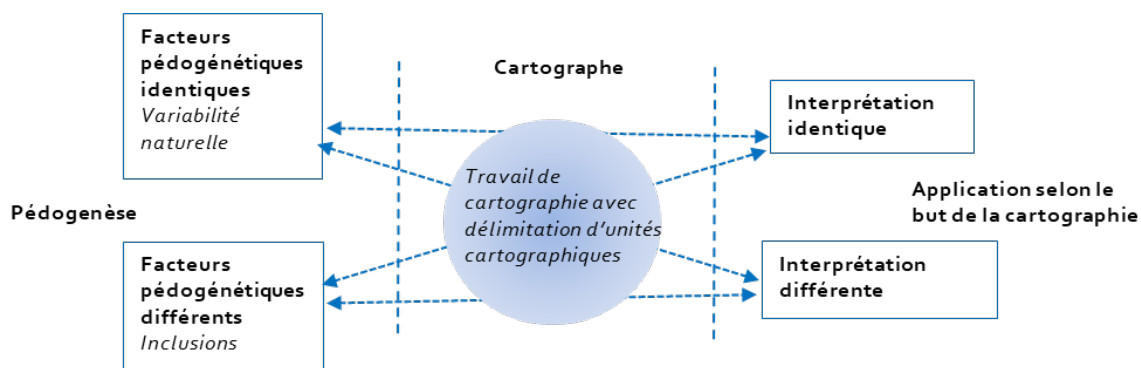 Facteurs
pédogénétiques
identiques
Variabilité
naturelle
Cartographe
Interprétation
identique
Pédogenèse
Travail de
cartographie avec
délimitation d'unités
cartographiques
Application selon le
but de la cartographie
Facteurs
pédogénétiques
différents
Inclusions
Interprétation
différente